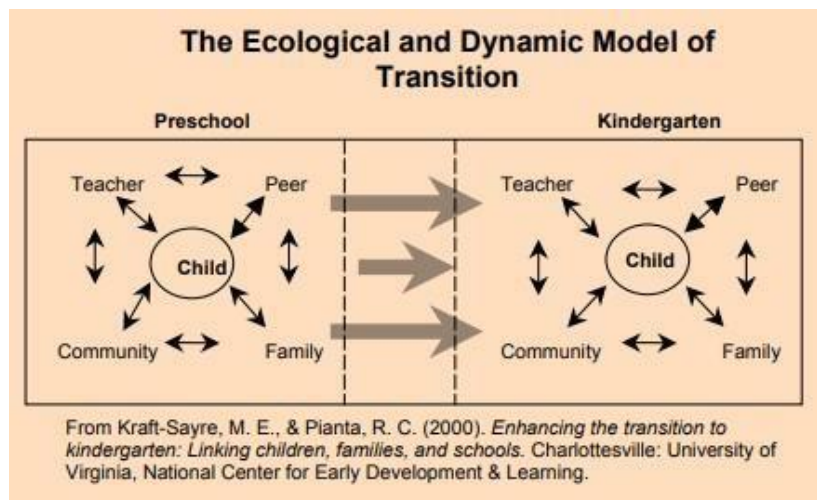 The Ecological and Dynamic Model of
Transition
Preschool Kindergarten
Teacher Peer Teacher Peer
Child Child
Community Family Community Family
From Kraft-Sayre, M. E., & Pianta, R. C. (2000). Enhancing the transition to
kindergarten: Linking children, families, and schools. Charlottesville: University of
Virginia, National Center for Early Development & Learning.